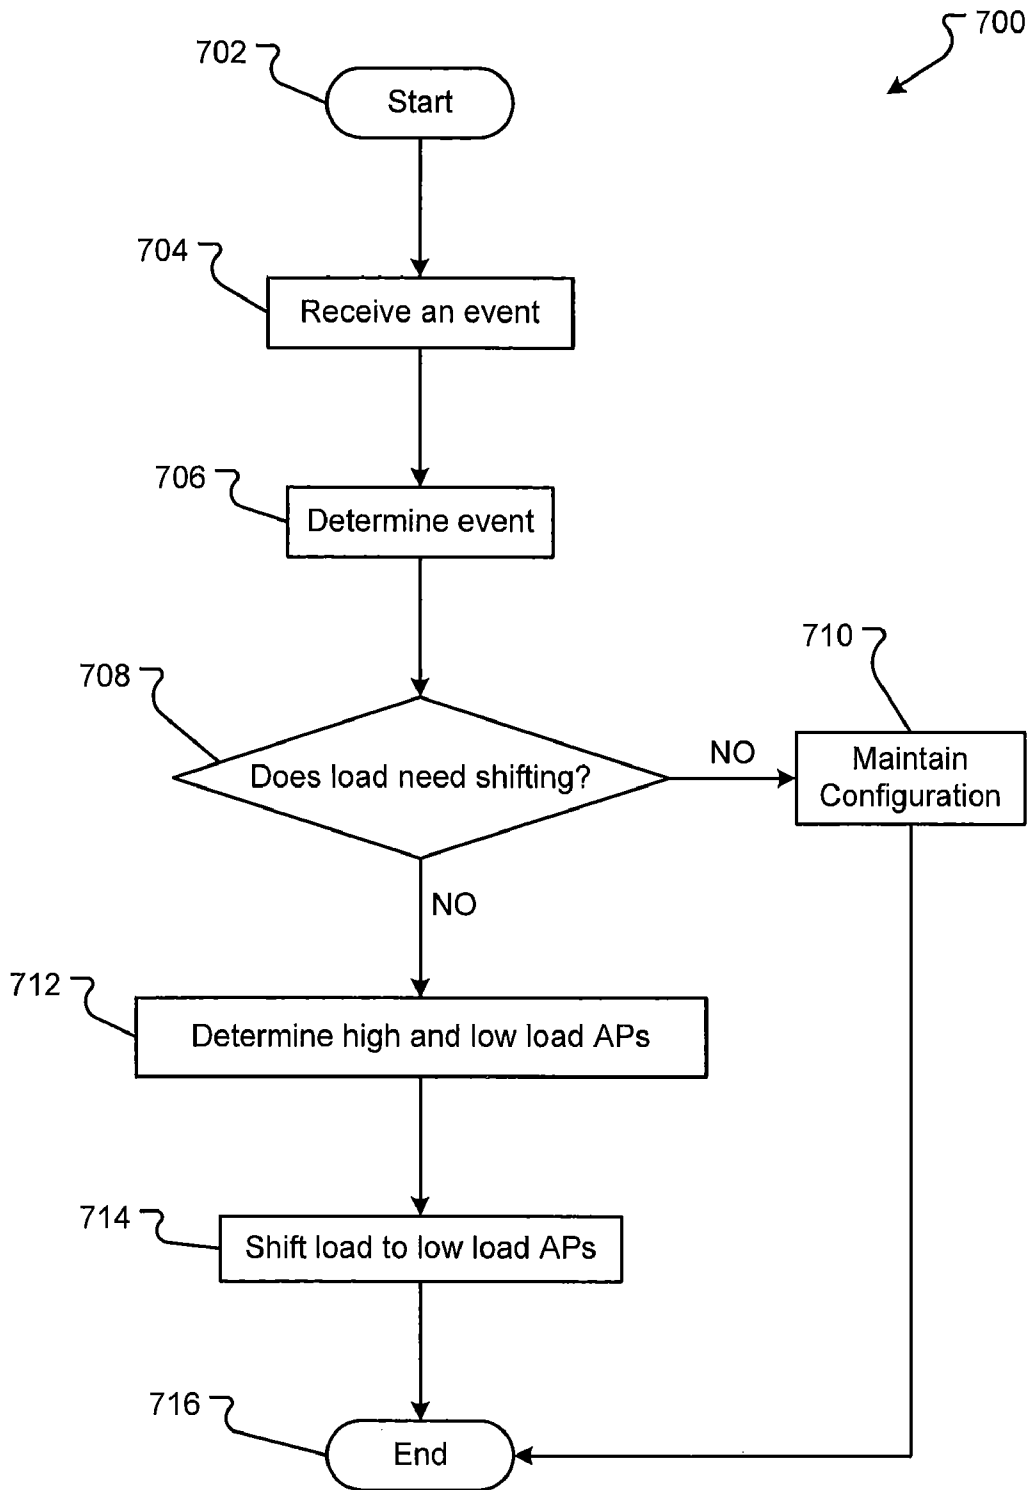 700
702
Start
704
Receive an event
706
Determine event
708
Does load need shifting?
NO
710
Maintain
Configuration
NO
712
Determine high and low load APs
714
Shift load to low load APs
716
End